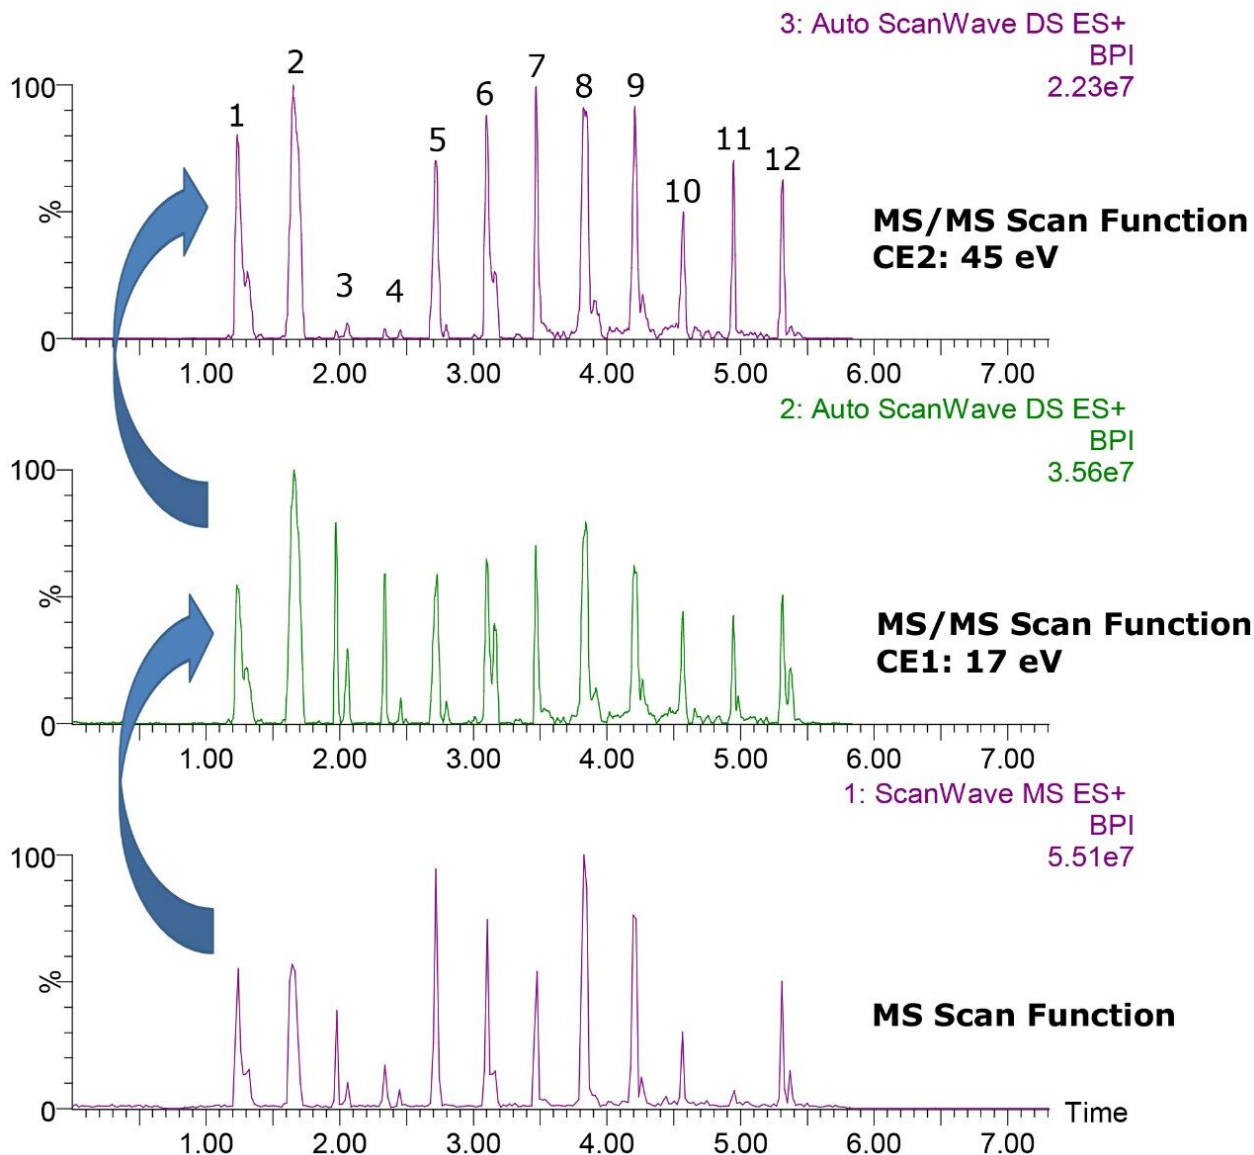 3: Auto ScanWave DS ES+
BPI
2.23e7
100
%
0
1 2 3 4 5 6 7 8 9 10 11 12
MS/MS Scan Function
CE2: 45 eV
1.00 2.00 3.00 4.00 5.00 6.00 7.00
2: Auto ScanWave DS ES+
BPI
3.56e7
100
%
0
MS/MS Scan Function
CE1: 17 eV
1.00 2.00 3.00 4.00 5.00 6.00 7.00
1: ScanWave MS ES+
BPI
5.51e7
100
%
0
MS Scan Function
Time
1.00 2.00 3.00 4.00 5.00 6.00 7.00